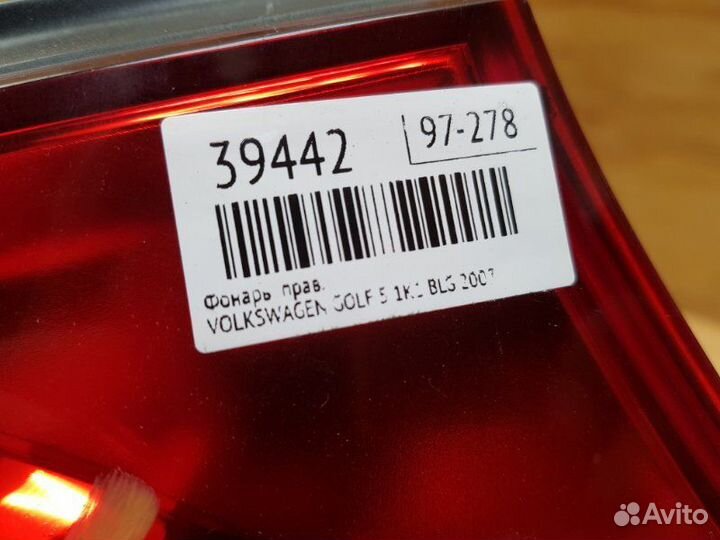 39442
97-278
Фонарь прав.
VOLKSWAGEN GOLF 5 1K1 BLG 2007
Avito